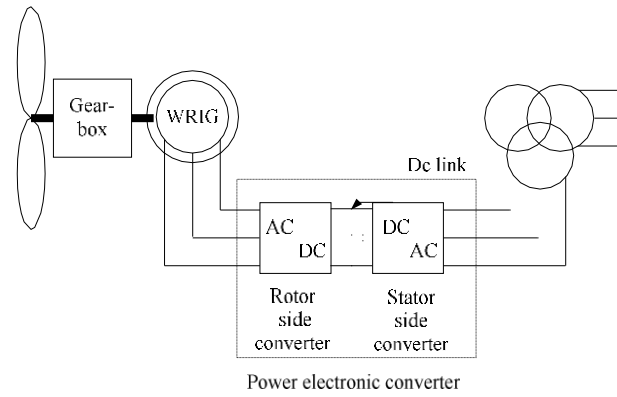 Gear-
box
WRIG
Dc link
AC
DC
DC
AC
Rotor
side
converter
Stator
side
converter
Power electronic converter